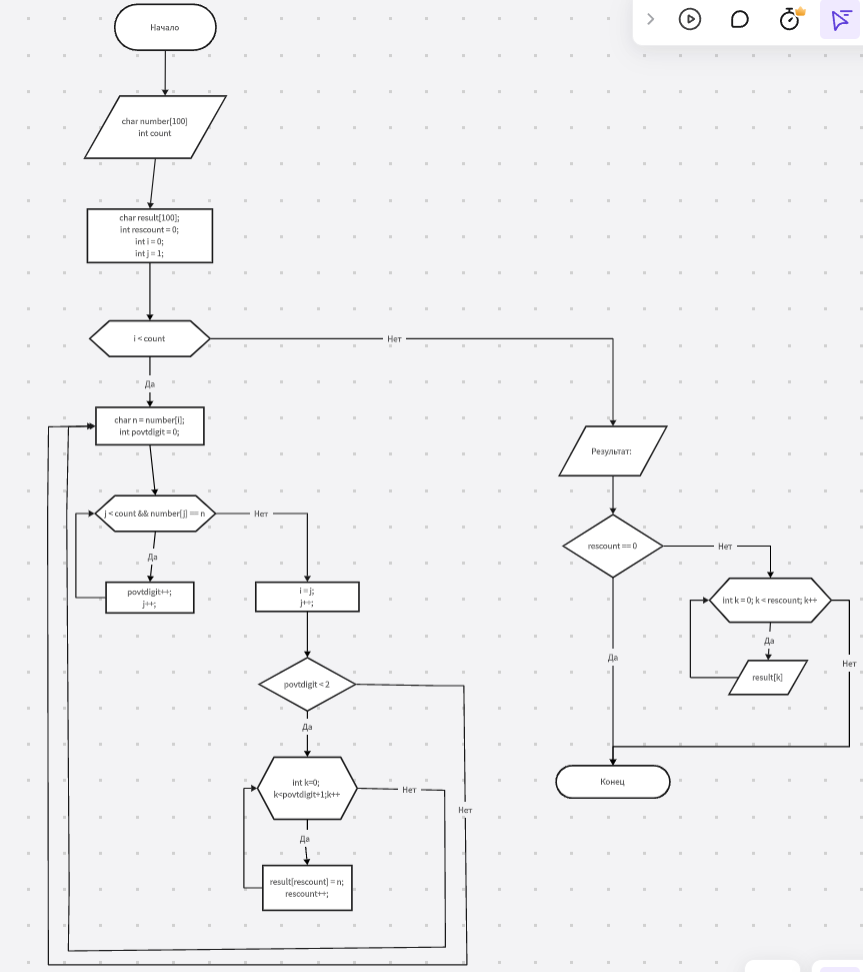 Начало
char number[100]
int count
char result[100];
int rescount = 0;
int i = 0;
int j = 1;
i < count
Нет
Да
char n = number[i];
int povtdigit = 0;
j < count && number[j] == n
Нет
Да
povtdigit++;
j++;
i = j;
j++;
povtdigit < 2
Да
Нет
int k=0;
k<povtdigit+1;k++
Нет
Да
result[rescount] = n;
rescount++;
Результат:
rescount == 0
Нет
Да
int k = 0; k < rescount; k++
Да
Нет
result[k]
Конец